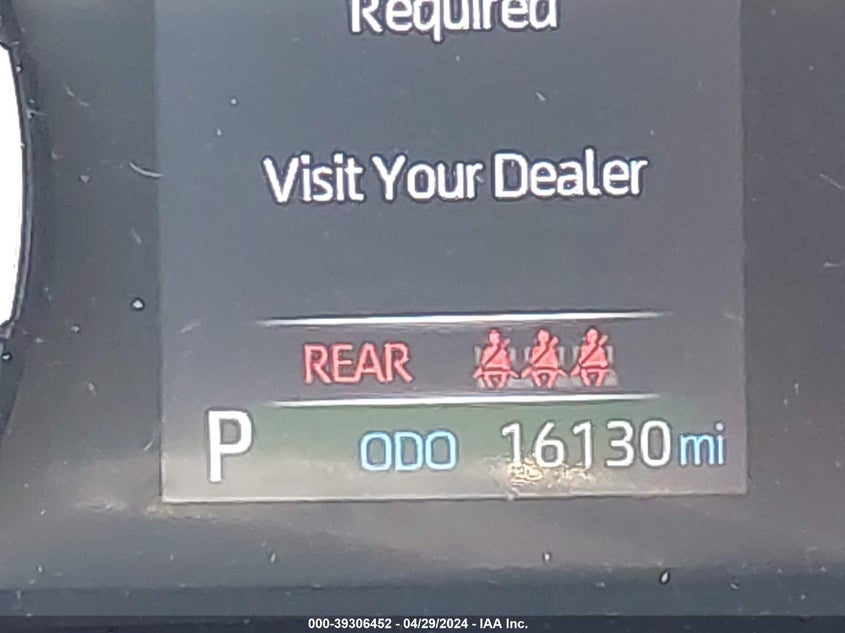 Required
Visit Your Dealer
REAR
P ODO 16130 mi
000-39306452 - 04/29/2024 - IAA Inc.